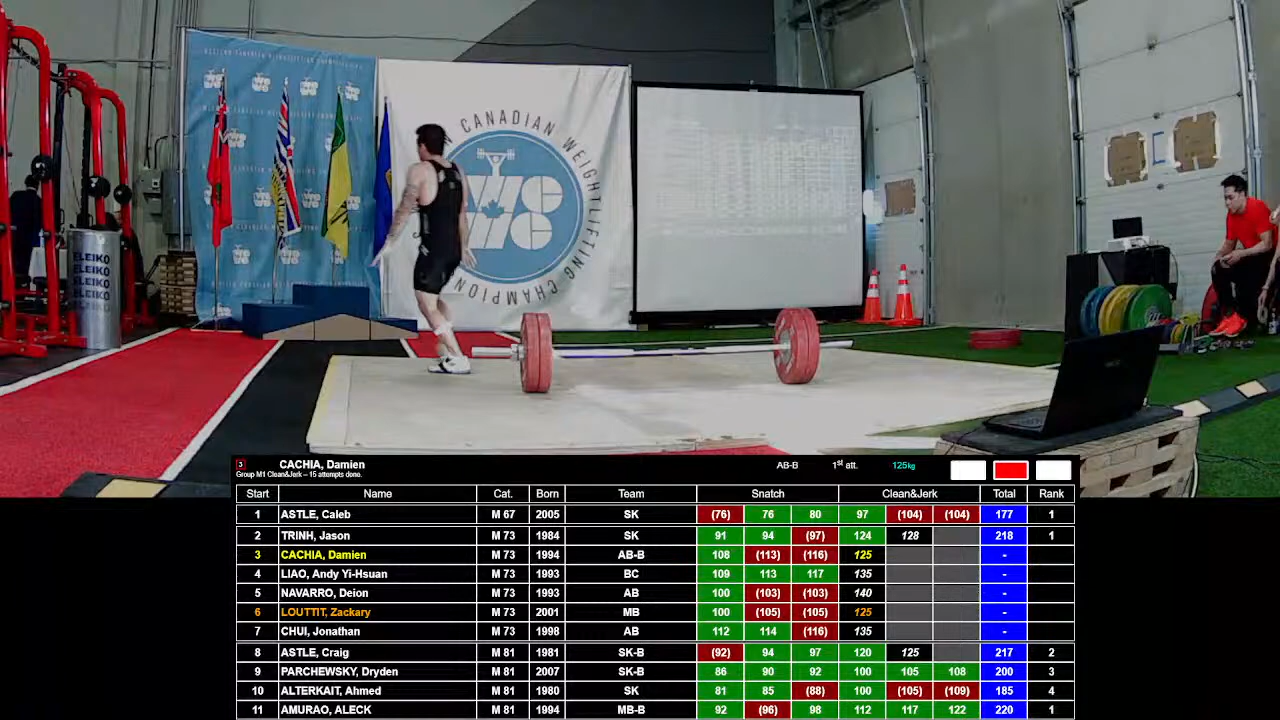 CANADIAN WEIGHTLIFTING CHAMPION
WC
WC
ELEIKO
ELEIKO
ELEIKO
ELEIKO
3 CACHIA, Damien AB-B 1st att. 125kg
Group M1 Clean&Jerk – 15 attempts done.
Start Name Cat. Born Team Snatch Clean&Jerk Total Rank
1 ASTLE, Caleb M 67 2005 SK (76) 76 80 97 (104) (104) 177 1
2 TRINH, Jason M 73 1984 SK 91 94 (97) 124 128 218 1
3 CACHIA, Damien M 73 1994 AB-B 108 (113) (116) 125 -
4 LIAO, Andy Yi-Hsuan M 73 1993 BC 109 113 117 135 -
5 NAVARRO, Deion M 73 1993 AB 100 (103) (103) 140 -
6 LOUTTIT, Zackary M 73 2001 MB 100 (105) (105) 125 -
7 CHUI, Jonathan M 73 1998 AB 112 114 (116) 135 -
8 ASTLE, Craig M 81 1981 SK-B (92) 94 97 120 125 217 2
9 PARCHEWSKY, Dryden M 81 2007 SK-B 86 90 92 100 105 108 200 3
10 ALTERKAIT, Ahmed M 81 1980 SK 81 85 (88) 100 (105) (109) 185 4
11 AMURAO, ALECK M 81 1994 MB-B 92 (96) 98 112 117 122 220 1